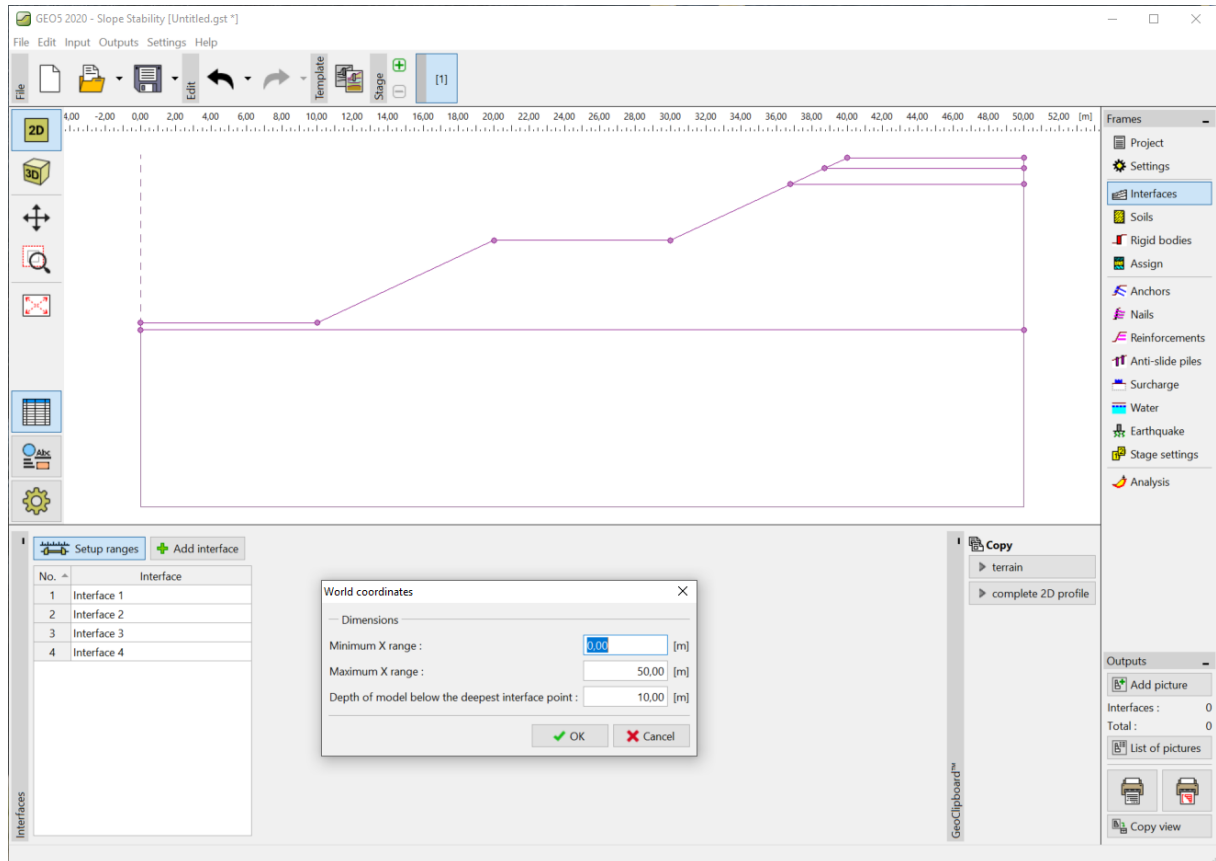 GEO5 2020 - Slope Stability [Untitled.gst *]
File Edit Input Outputs Settings Help
File
Edit
Template
Stage
[1]
2D
3D
4,00 -2,00 0,00 2,00 4,00 6,00 8,00 10,00 12,00 14,00 16,00 18,00 20,00 22,00 24,00 26,00 28,00 30,00 32,00 34,00 36,00 38,00 40,00 42,00 44,00 46,00 48,00 50,00 52,00 [m]
Frames
Project
Settings
Interfaces
Soils
Rigid bodies
Assign
Anchors
Nails
Reinforcements
Anti-slide piles
Surcharge
Water
Earthquake
Stage settings
Analysis
Abc
Interfaces
Setup ranges
Add interface
No. Interface
1 Interface 1
2 Interface 2
3 Interface 3
4 Interface 4
World coordinates
Dimensions
Minimum X range : 0,00 [m]
Maximum X range : 50,00 [m]
Depth of model below the deepest interface point : 10,00 [m]
OK
Cancel
GeoClipboard™
Copy
terrain
complete 2D profile
Outputs
Add picture
Interfaces : 0
Total : 0
List of pictures
Copy view